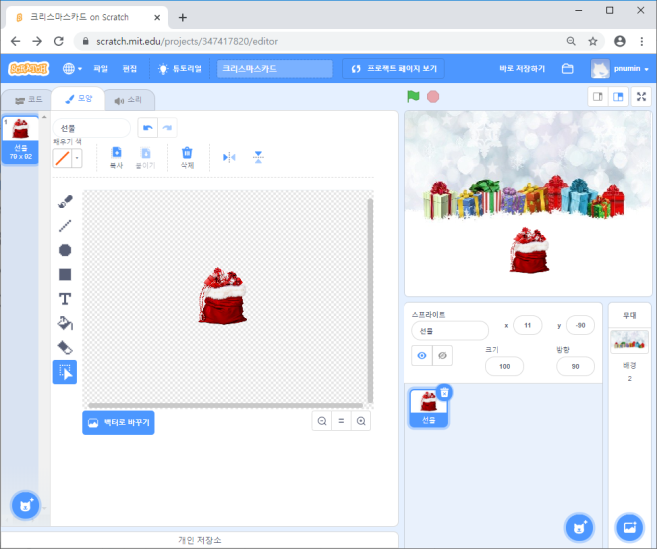 크리스마스카드 on Scratch
scratch.mit.edu/projects/347417820/editor
SCRATCH 파일 편집 튜토리얼 크리스마스카드 프로젝트 페이지 보기 바로 저장하기 pnumin
코드 모양 소리
1
선물
79 x 92
선물
채우기 색
복사 붙이기 삭제
벡터로 바꾸기
개인 저장소
스프라이트
선물 x 11 y -90
크기 방향
100 90
선물
무대
배경
2